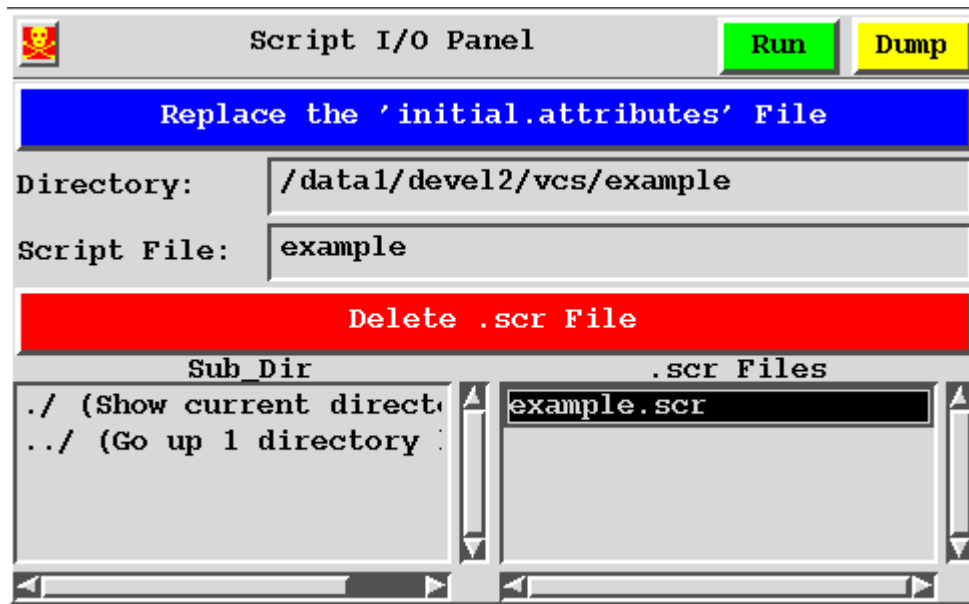 Script I/O Panel
Run
Dump
Replace the 'initial.attributes' File
Directory:
/data1/devel2/vcs/example
Script File:
example
Delete .scr File
Sub_Dir
.scr Files
./ (Show current direct
../ (Go up 1 directory
example.scr